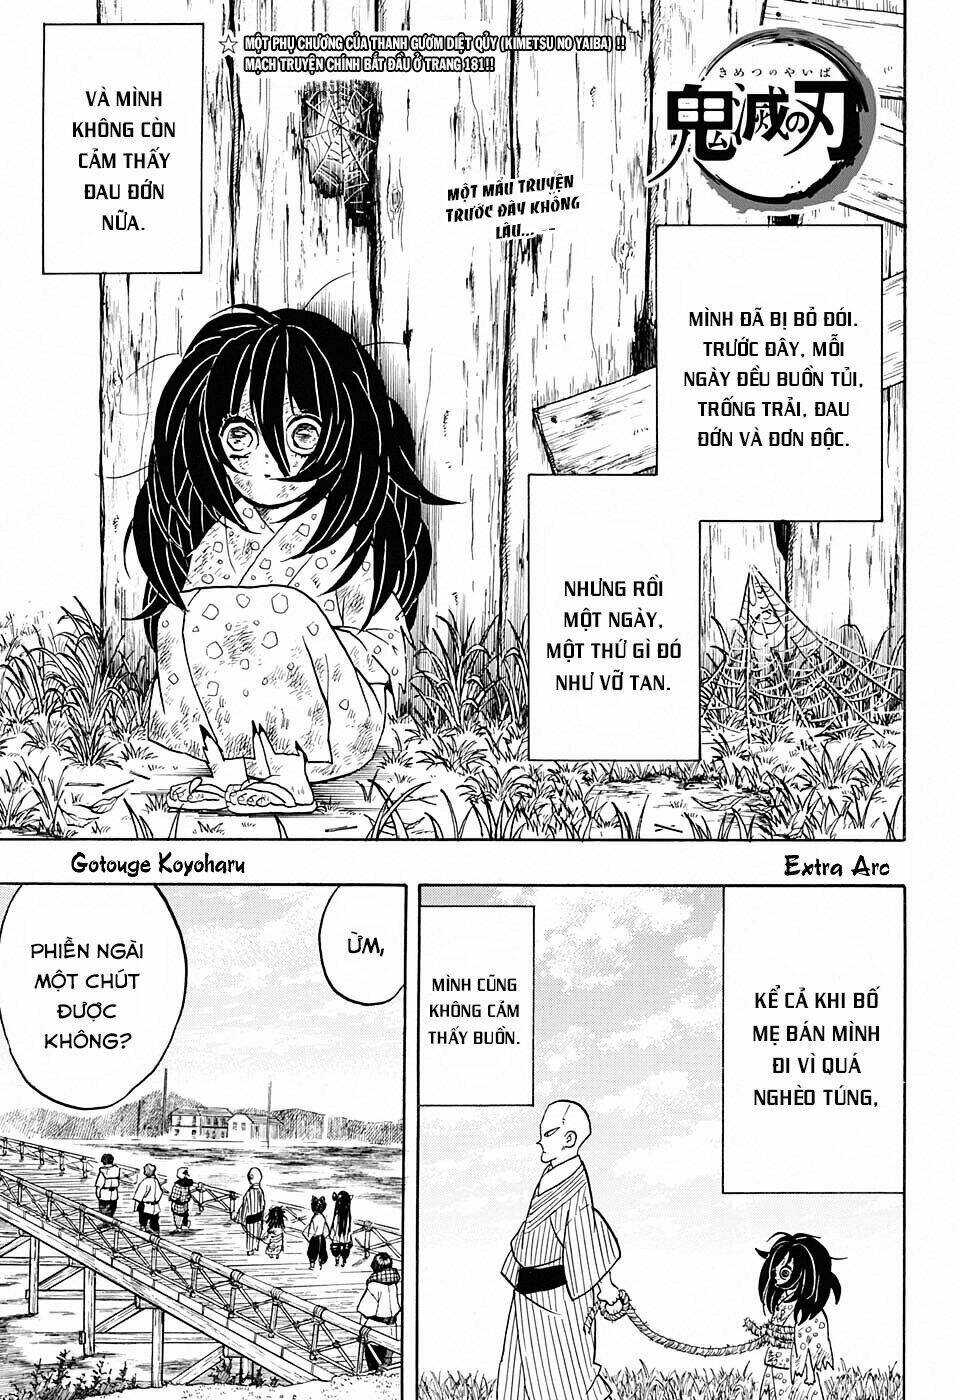 ☆ MỘT PHỤ CHƯƠNG CỦA THANH GƯƠM DIỆT QỦY (KIMETSU NO YAIBA) !!
MẠCH TRUYỆN CHÍNH BẮT ĐẦU Ở TRANG 181!!
きめつのやいば
鬼滅の刃
MỘT MẨU TRUYỆN
TRƯỚC ĐÂY KHÔNG
LÂU...
MÌNH ĐÃ BỊ BỎ ĐÓI.
TRƯỚC ĐÂY, MỖI
NGÀY ĐỀU BUỒN TỦI,
TRỐNG TRẢI, ĐAU
ĐỚN VÀ ĐƠN ĐỘC.
NHƯNG RỒI
MỘT NGÀY,
MỘT THỨ GÌ ĐÓ
NHƯ VỠ TAN.
VÀ MÌNH
KHÔNG CÒN
CẢM THẤY
ĐAU ĐỚN
NỮA.
Gotouge Koyoharu
Extra Arc
KỂ CẢ KHI BỐ
MẸ BÁN MÌNH
ĐI VÌ QUÁ
NGHÈO TÚNG,
MÌNH CŨNG
KHÔNG CẢM
THẤY BUỒN.
ỪM,
PHIỀN NGÀI
MỘT CHÚT
ĐƯỢC
KHÔNG?